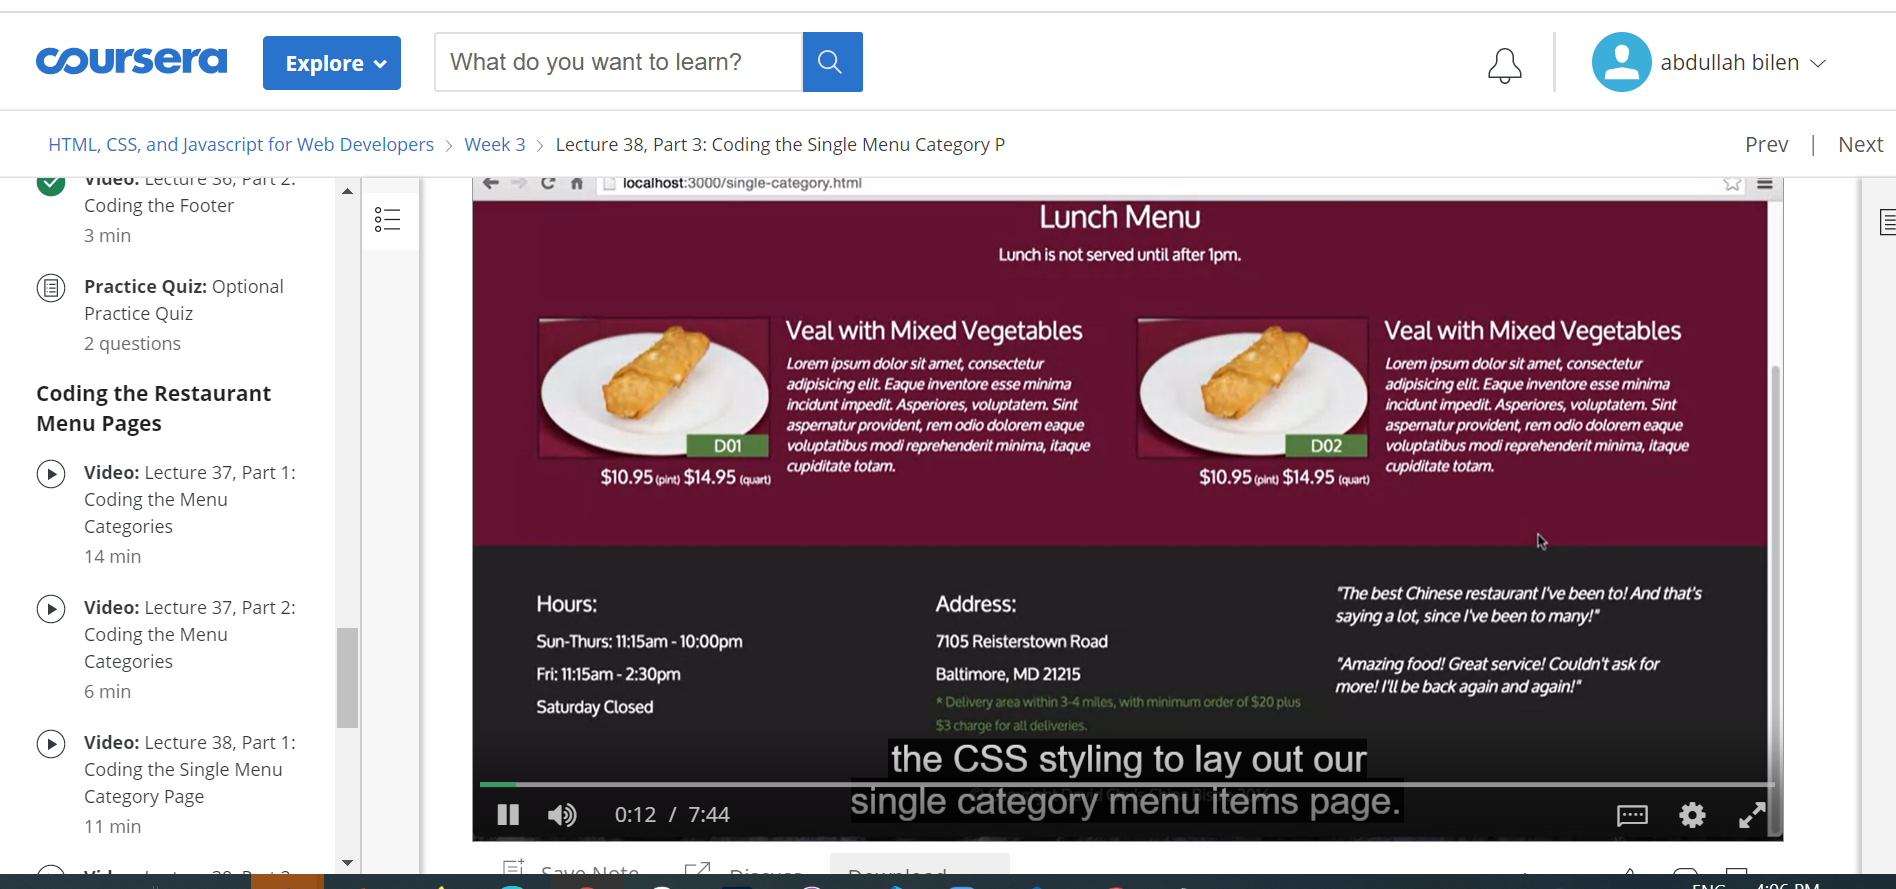 coursera
Explore
What do you want to learn?
abdullah bilen
HTML, CSS, and Javascript for Web Developers > Week 3 > Lecture 38, Part 3: Coding the Single Menu Category P
Prev | Next
Video: Lecture 36, Part 2:
Coding the Footer
3 min
Practice Quiz: Optional
Practice Quiz
2 questions
Coding the Restaurant
Menu Pages
Video: Lecture 37, Part 1:
Coding the Menu
Categories
14 min
Video: Lecture 37, Part 2:
Coding the Menu
Categories
6 min
Video: Lecture 38, Part 1:
Coding the Single Menu
Category Page
11 min
localhost:3000/single-category.html
Lunch Menu
Lunch is not served until after 1pm.
D01
$10.95 (pint) $14.95 (quart)
Veal with Mixed Vegetables
Lorem ipsum dolor sit amet, consectetur
adipisicing elit. Eaque inventore esse minima
incidunt impedit. Asperiores, voluptatem. Sint
aspernatur provident, rem odio dolorem eaque
voluptatibus modi reprehenderit minima, itaque
cupiditate totam.
D02
$10.95 (pint) $14.95 (quart)
Veal with Mixed Vegetables
Lorem ipsum dolor sit amet, consectetur
adipisicing elit. Eaque inventore esse minima
incidunt impedit. Asperiores, voluptatem. Sint
aspernatur provident, rem odio dolorem eaque
voluptatibus modi reprehenderit minima, itaque
cupiditate totam.
Hours:
Sun-Thurs: 11:15am - 10:00pm
Fri: 11:15am - 2:30pm
Saturday Closed
Address:
7105 Reisterstown Road
Baltimore, MD 21215
* Delivery area within 3-4 miles, with minimum order of $20 plus
$3 charge for all deliveries.
"The best Chinese restaurant I've been to! And that's
saying a lot, since I've been to many!"
"Amazing food! Great service! Couldn't ask for
more! I'll be back again and again!"
the CSS styling to lay out our
single category menu items page.
0:12 / 7:44
Save Note
Discuss
Download
ENG
4:06 PM